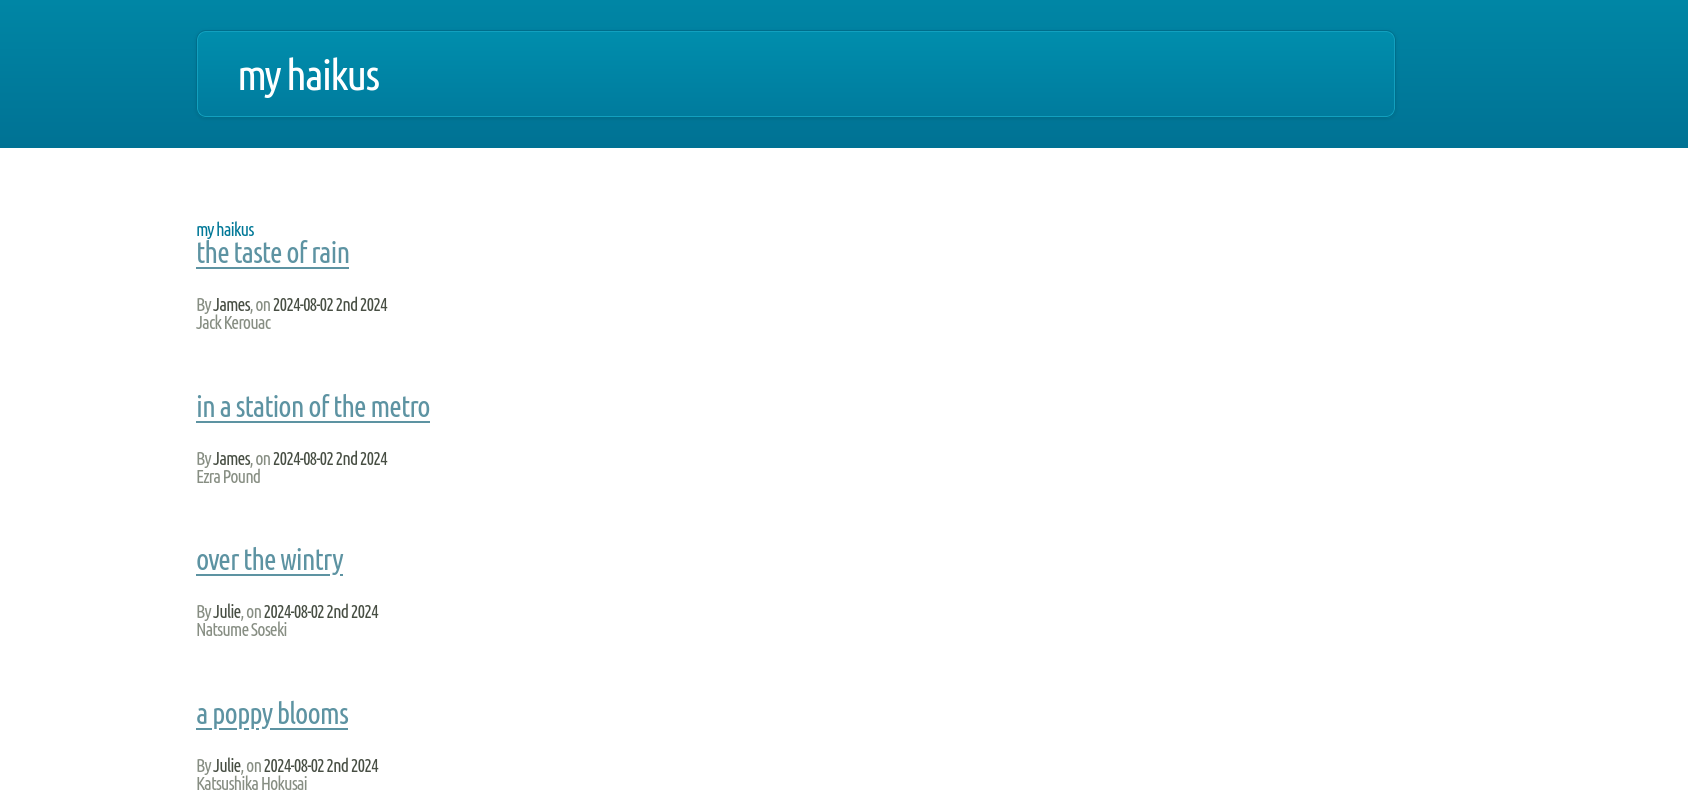 my haikus
my haikus
the taste of rain
By James, on 2024-08-02 2nd 2024
Jack Kerouac
in a station of the metro
By James, on 2024-08-02 2nd 2024
Ezra Pound
over the wintry
By Julie, on 2024-08-02 2nd 2024
Natsume Soseki
a poppy blooms
By Julie, on 2024-08-02 2nd 2024
Katsushika Hokusai